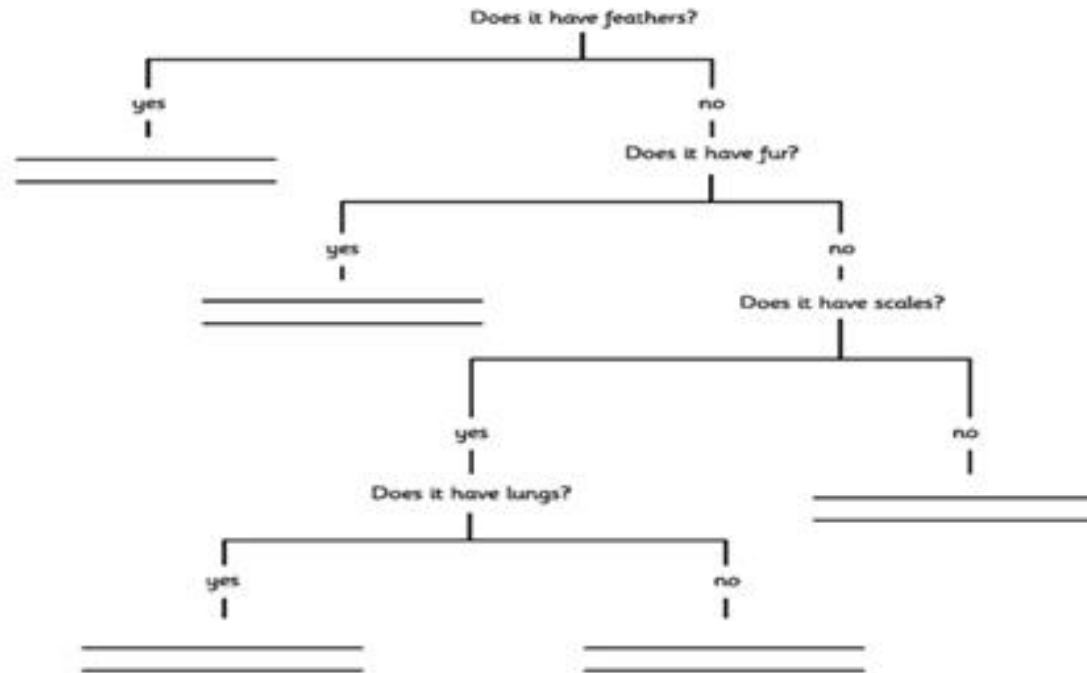 Does it have feathers?
yes
no
Does it have fur?
yes
no
Does it have scales?
yes
no
Does it have lungs?
yes
no